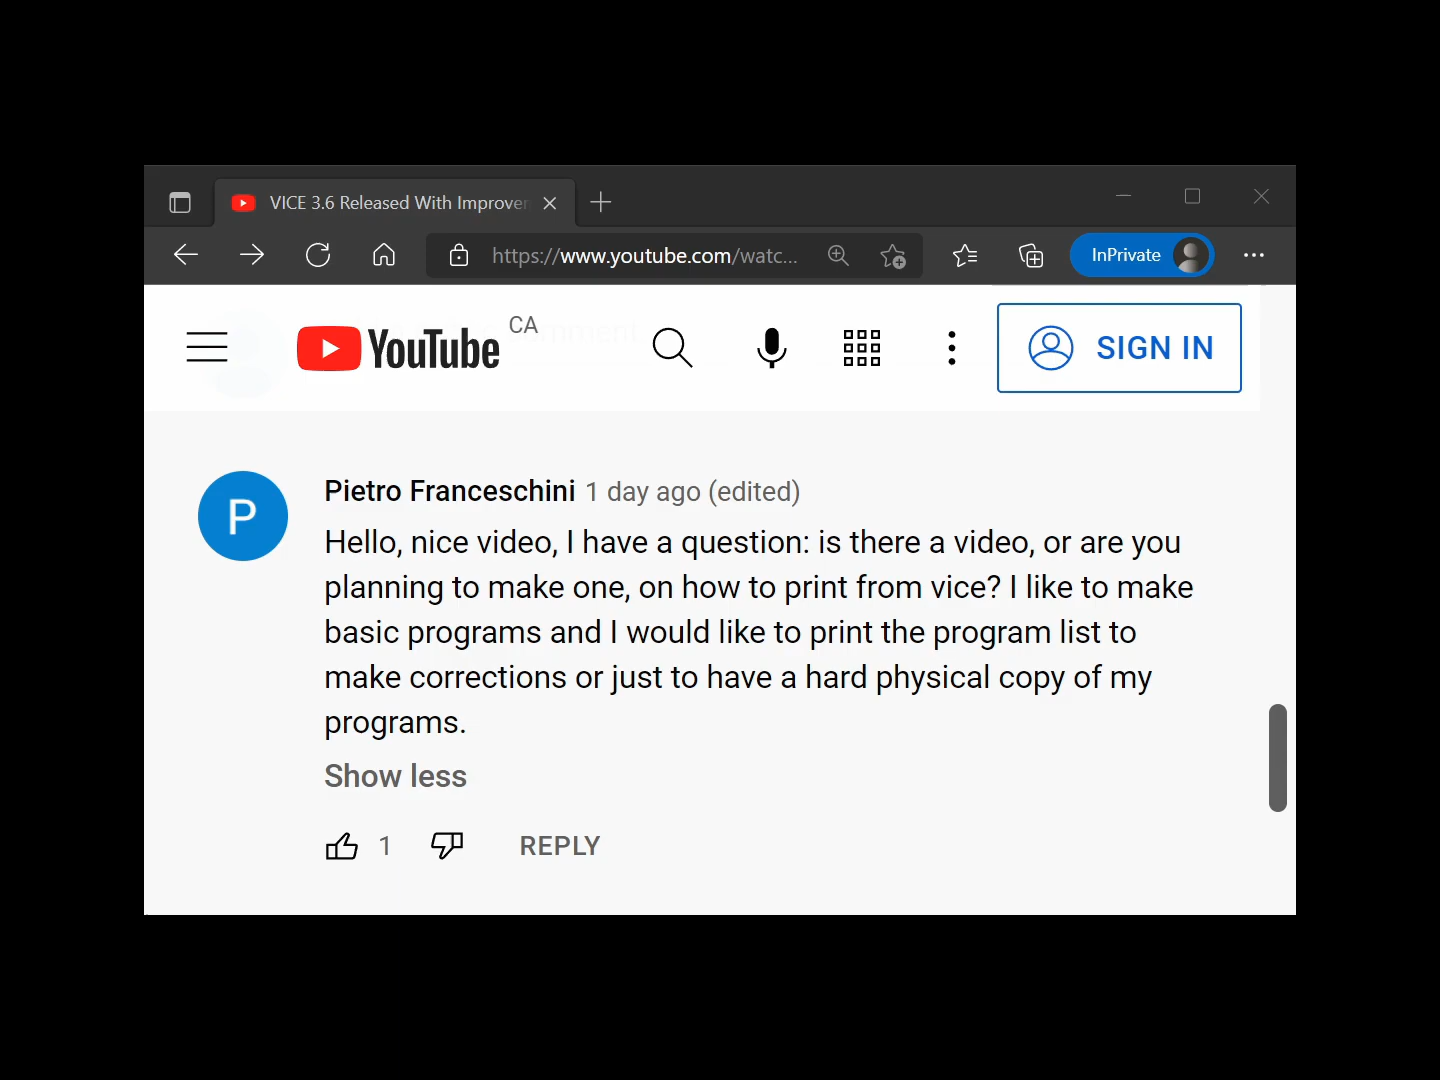 VICE 3.6 Released With Improve
https://www.youtube.com/watc...
InPrivate
YouTube
CA
SIGN IN
P
Pietro Franceschini 1 day ago (edited)
Hello, nice video, I have a question: is there a video, or are you
planning to make one, on how to print from vice? I like to make
basic programs and I would like to print the program list to
make corrections or just to have a hard physical copy of my
programs.
Show less
1
REPLY